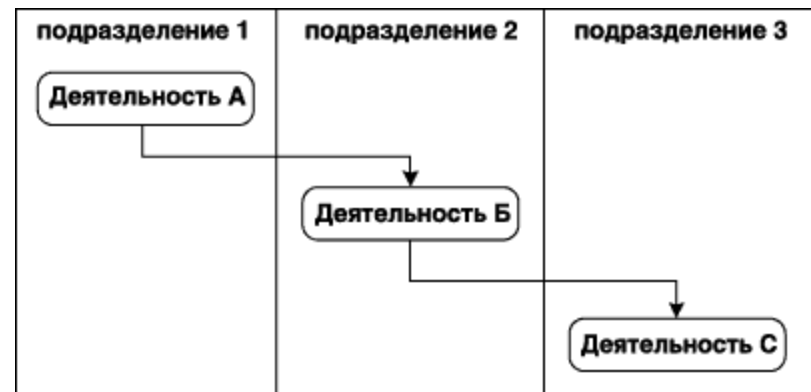 подразделение 1
подразделение 2
подразделение 3
Деятельность А
Деятельность Б
Деятельность С